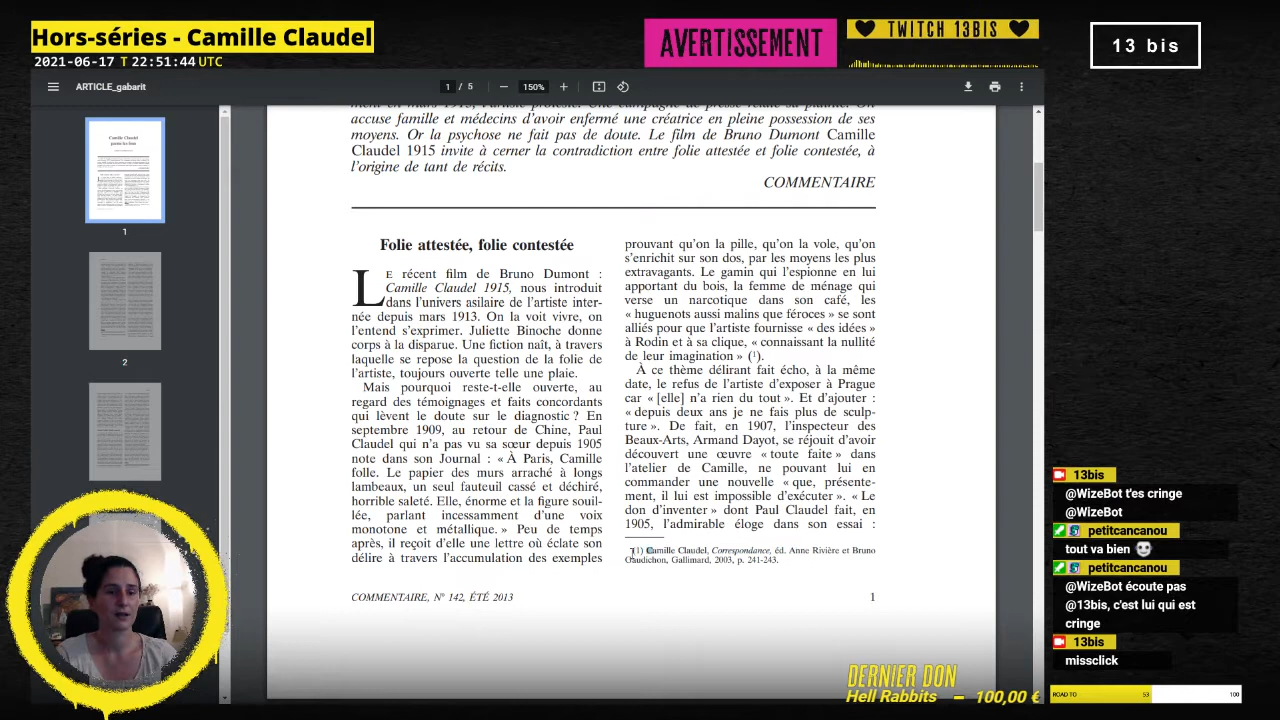 Hors-séries - Camille Claudel
2021-06-17 T 22:51:44 UTC
AVERTISSEMENT
TWITCH 13BIS
13 bis
ARTICLE_gabarit
1 / 5
150%
accuse famille et médecins d'avoir enfermé une créatrice en pleine possession de ses
moyens. Or la psychose ne fait pas de doute. Le film de Bruno Dumont Camille
Claudel 1915 invite à cerner la contradiction entre folie attestée et folie contestée, à
l'origine de tant de récits.
COMMENTAIRE
Folie attestée, folie contestée
LE récent film de Bruno Dumont :
Camille Claudel 1915, nous introduit
dans l'univers asilaire de l'artiste inter-
née depuis mars 1913. On la voit vivre, on
l'entend s'exprimer. Juliette Binoche donne
corps à la disparue. Une fiction naît, à travers
laquelle se repose la question de la folie de
l'artiste, toujours ouverte telle une plaie.
Mais pourquoi reste-t-elle ouverte, au
regard des témoignages et faits concordants
qui lèvent le doute sur le diagnostic ? En
septembre 1909, au retour de Chine, Paul
Claudel qui n'a pas vu sa sœur depuis 1905
note dans son Journal : « À Paris, Camille
folle. Le papier des murs arraché à longs
lambeaux, un seul fauteuil cassé et déchiré,
horrible saleté. Elle, énorme et la figure souil-
lée, parlant incessamment d'une voix
monotone et métallique. » Peu de temps
après, il reçoit d'elle une lettre où éclate son
délire à travers l'accumulation des exemples
prouvant qu'on la pille, qu'on la vole, qu'on
s'enrichit sur son dos, par les moyens les plus
extravagants. Le gamin qui l'espionne en lui
apportant du bois, la femme de ménage qui
verse un narcotique dans son café, les
« huguenots aussi malins que féroces » se sont
alliés pour que l'artiste fournisse « des idées »
à Rodin et à sa clique, « connaissant la nullité
de leur imagination » (1).
À ce thème délirant fait écho, à la même
date, le refus de l'artiste d'exposer à Prague
car « [elle] n'a rien du tout ». Et d'ajouter :
« depuis deux ans je ne fais plus de sculp-
ture ». De fait, en 1907, l'inspecteur des
Beaux-Arts, Armand Dayot, se réjouit d'avoir
découvert une œuvre « toute faite » dans
l'atelier de Camille, ne pouvant lui en
commander une nouvelle « que, présente-
ment, il lui est impossible d'exécuter ». « Le
don d'inventer » dont Paul Claudel fait, en
1905, l'admirable éloge dans son essai :
(1) Camille Claudel, Correspondance, éd. Anne Rivière et Bruno
Gaudichon, Gallimard, 2003, p. 241-243.
COMMENTAIRE, N° 142, ÉTÉ 2013
1
1
2
13bis
@WizeBot t'es cringe
@WizeBot
petitcancanou
tout va bien
petitcancanou
@WizeBot écoute pas
@13bis, c'est lui qui est
cringe
13bis
missclick
DERNIER DON
Hell Rabbits – 100,00 €
ROAD TO
53
100